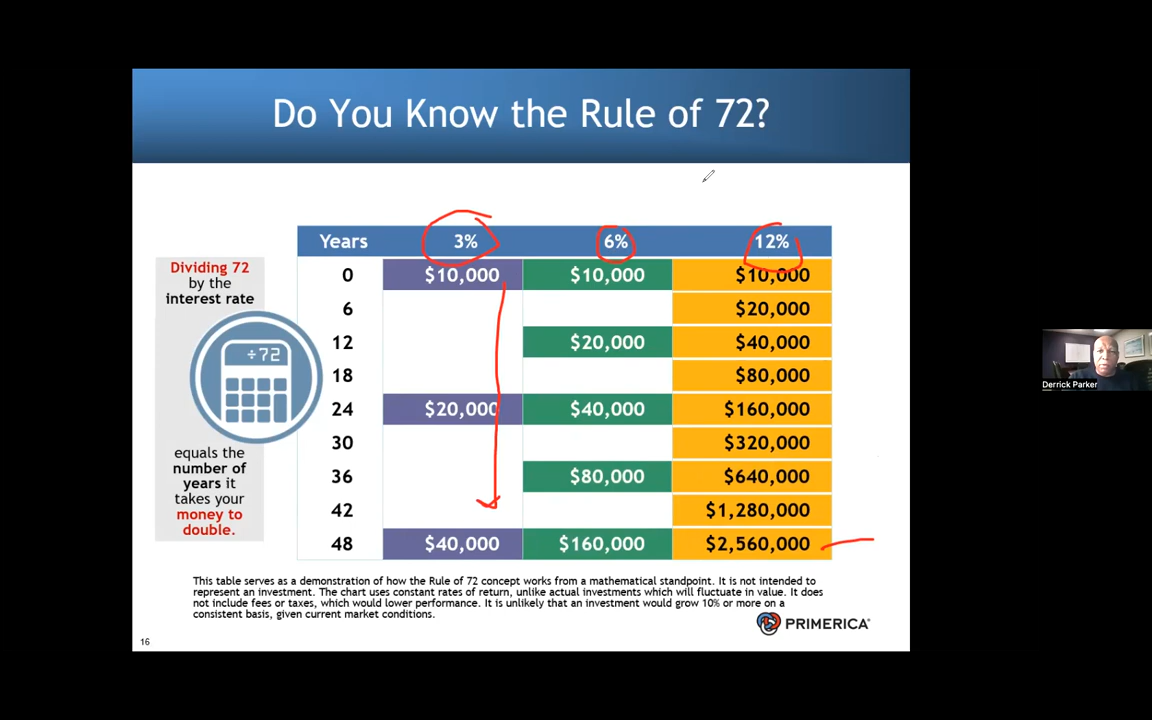 Do You Know the Rule of 72?
Years 3% 6% 12%
0 $10,000 $10,000 $10,000
6 $20,000
12 $20,000 $40,000
18 $80,000
24 $20,000 $40,000 $160,000
30 $320,000
36 $80,000 $640,000
42 $1,280,000
48 $40,000 $160,000 $2,560,000
Dividing 72
by the
interest rate
÷72
equals the
number of
years it
takes your
money to
double.
This table serves as a demonstration of how the Rule of 72 concept works from a mathematical standpoint. It is not intended to
represent an investment. The chart uses constant rates of return, unlike actual investments which will fluctuate in value. It does
not include fees or taxes, which would lower performance. It is unlikely that an investment would grow 10% or more on a
consistent basis, given current market conditions.
PRIMERICA
16
Derrick Parker